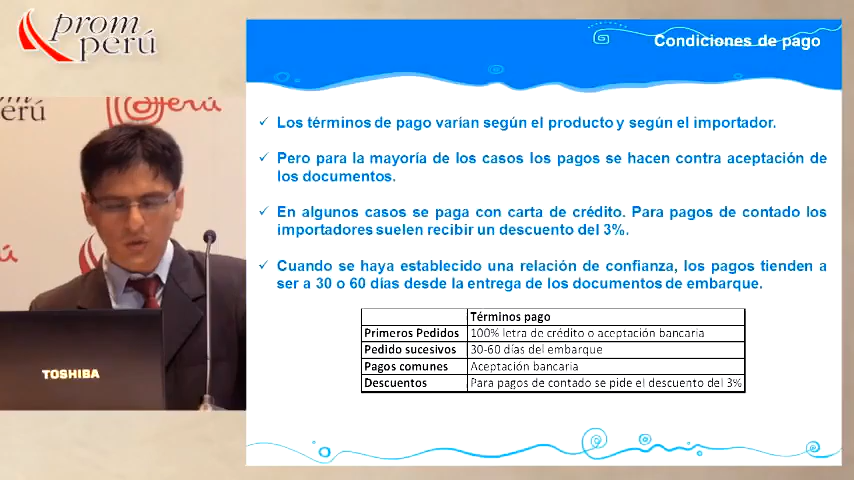 prom
perú
erú
Perú
TOSHIBA
Condiciones de pago
Los términos de pago varían según el producto y según el importador.
Pero para la mayoría de los casos los pagos se hacen contra aceptación de
los documentos.
En algunos casos se paga con carta de crédito. Para pagos de contado los
importadores suelen recibir un descuento del 3%.
Cuando se haya establecido una relación de confianza, los pagos tienden a
ser a 30 o 60 días desde la entrega de los documentos de embarque.
Términos pago
Primeros Pedidos 100% letra de crédito o aceptación bancaria
Pedido sucesivos 30-60 días del embarque
Pagos comunes Aceptación bancaria
Descuentos Para pagos de contado se pide el descuento del 3%